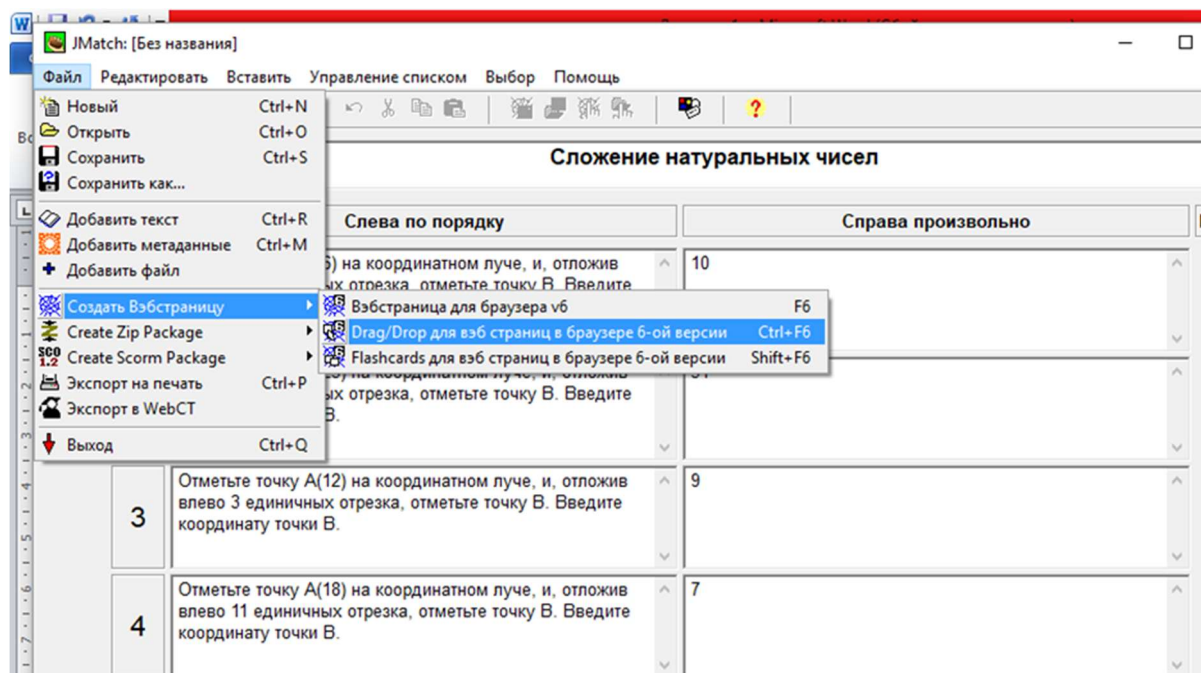 JMatch: [Без названия]
Файл Редактировать Вставить Управление списком Выбор Помощь
Новый Ctrl+N
Открыть Ctrl+O
Сохранить Ctrl+S
Сохранить как...
Сложение натуральных чисел
Добавить текст Ctrl+R
Добавить метаданные Ctrl+M
Добавить файл
Слева по порядку Справа произвольно
на координатном луче, и, отложив 10
отрезка, отметьте точку В. Введите
Создать Вэбстраницу
Вэбстраница для браузера v6 F6
Create Zip Package
Drag/Drop для вэб страниц в браузере 6-ой версии Ctrl+F6
Create Scorm Package
Flashcards для вэб страниц в браузере 6-ой версии Shift+F6
Экспорт на печать Ctrl+P
Экспорт в WebCT
отрезка, отметьте точку В. Введите
В.
Выход Ctrl+Q
3
Отметьте точку А(12) на координатном луче, и, отложив
влево 3 единичных отрезка, отметьте точку В. Введите
координату точки В.
9
4
Отметьте точку А(18) на координатном луче, и, отложив
влево 11 единичных отрезка, отметьте точку В. Введите
координату точки В.
7